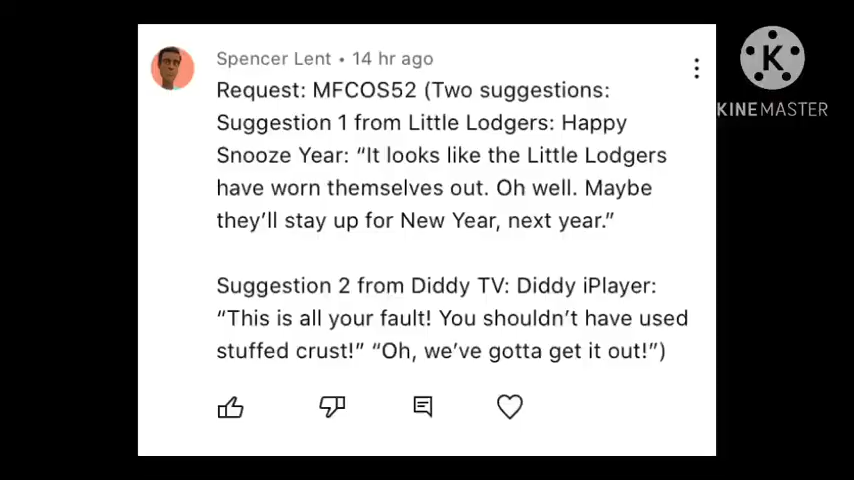 Spencer Lent • 14 hr ago
Request: MFCOS52 (Two suggestions:
Suggestion 1 from Little Lodgers: Happy
Snooze Year: “It looks like the Little Lodgers
have worn themselves out. Oh well. Maybe
they’ll stay up for New Year, next year.”
Suggestion 2 from Diddy TV: Diddy iPlayer:
“This is all your fault! You shouldn’t have used
stuffed crust!” “Oh, we’ve gotta get it out!”)
K
KINEMASTER